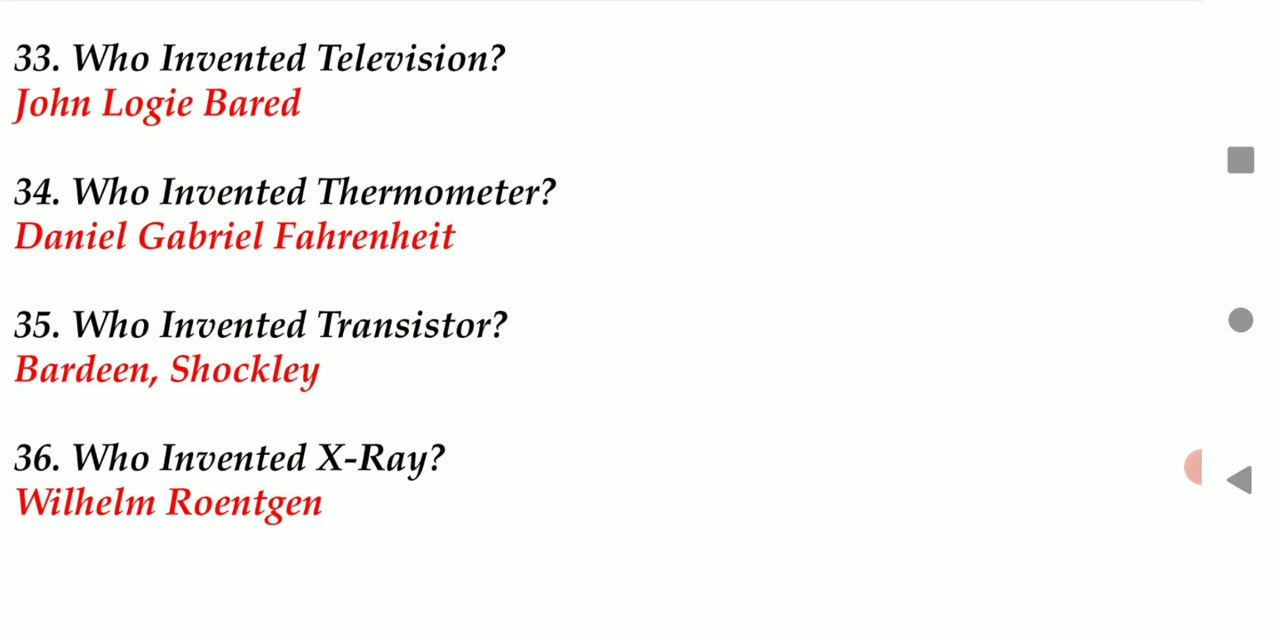 33. Who Invented Television?
John Logie Bared
34. Who Invented Thermometer?
Daniel Gabriel Fahrenheit
35. Who Invented Transistor?
Bardeen, Shockley
36. Who Invented X-Ray?
Wilhelm Roentgen